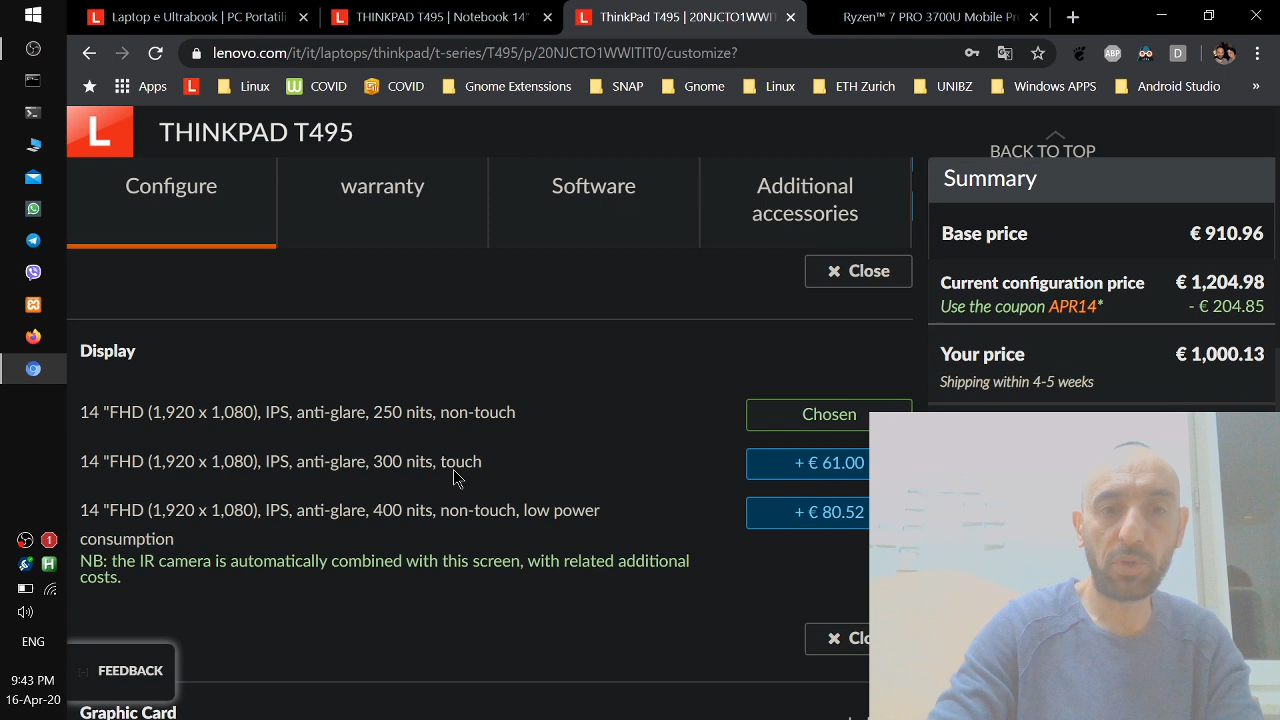 Laptop e Ultrabook | PC Portatili
THINKPAD T495 | Notebook 14"
ThinkPad T495 | 20NJCTO1WWIT
Ryzen™ 7 PRO 3700U Mobile Pr
lenovo.com/it/it/laptops/thinkpad/t-series/T495/p/20NJCTO1WWITIT0/customize?
Apps
Linux
COVID
COVID
Gnome Extenssions
SNAP
Gnome
Linux
ETH Zurich
UNIBZ
Windows APPS
Android Studio
L THINKPAD T495
BACK TO TOP
Configure
warranty
Software
Additional
accessories
Close
Display
14 "FHD (1,920 x 1,080), IPS, anti-glare, 250 nits, non-touch
Chosen
14 "FHD (1,920 x 1,080), IPS, anti-glare, 300 nits, touch
+ € 61.00
14 "FHD (1,920 x 1,080), IPS, anti-glare, 400 nits, non-touch, low power
consumption
+ € 80.52
NB: the IR camera is automatically combined with this screen, with related additional
costs.
Clo
Graphic Card
Summary
Base price € 910.96
Current configuration price € 1,204.98
Use the coupon APR14* - € 204.85
Your price € 1,000.13
Shipping within 4-5 weeks
FEEDBACK
1
ENG
9:43 PM
16-Apr-20
ABP
D